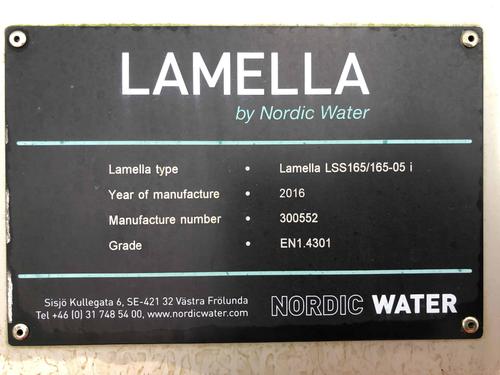 LAMELLA
by Nordic Water
Lamella type • Lamella LSS165/165-05 i
Year of manufacture • 2016
Manufacture number • 300552
Grade • EN1.4301
Sisjö Kullegata 6, SE-421 32 Västra Frölunda
Tel +46 (0) 31 748 54 00, www.nordicwater.com
NORDIC WATER